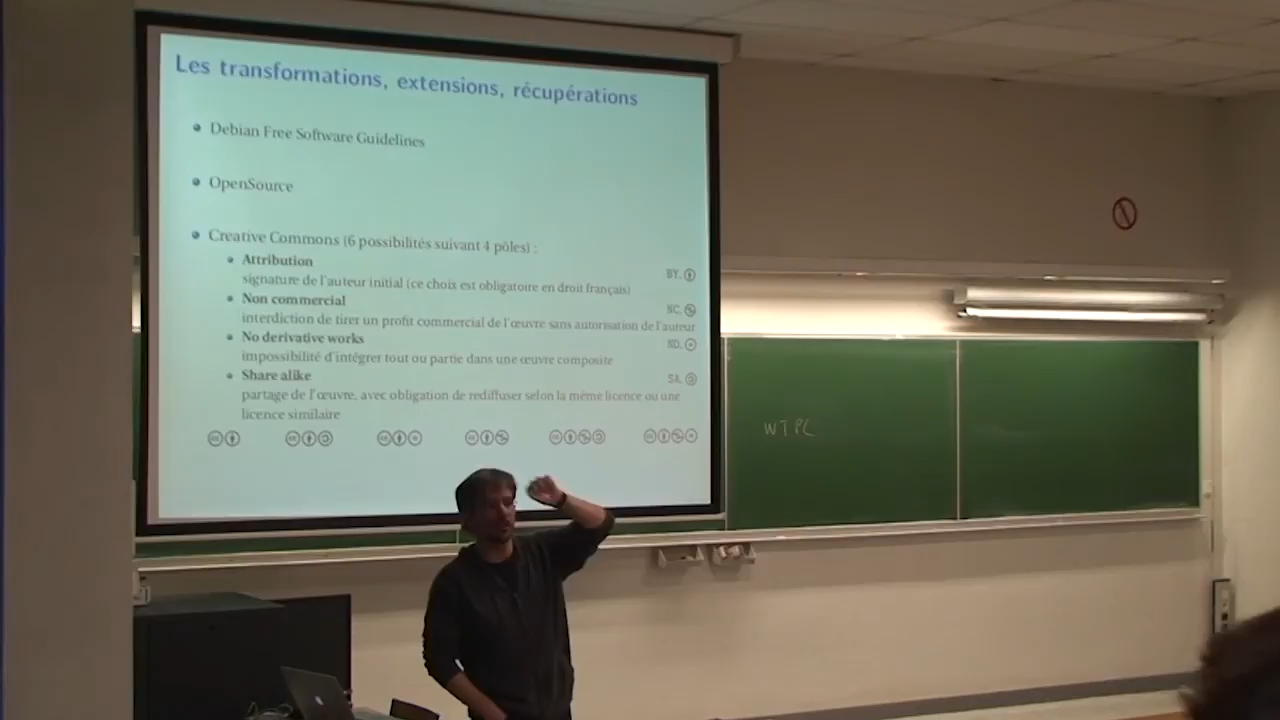 Les transformations, extensions, récupérations
Debian Free Software Guidelines
OpenSource
Creative Commons (6 possibilités suivant 4 pôles) :
Attribution
BY.
signature de l'auteur initial (ce choix est obligatoire en droit français)
Non commercial
NC.
interdiction de tirer un profit commercial de l'œuvre sans autorisation de l'auteur
No derivative works
ND.
impossibilité d'intégrer tout ou partie dans une œuvre composite
Share alike
SA.
partage de l'œuvre, avec obligation de rediffuser selon la même licence ou une
licence similaire
WTPL